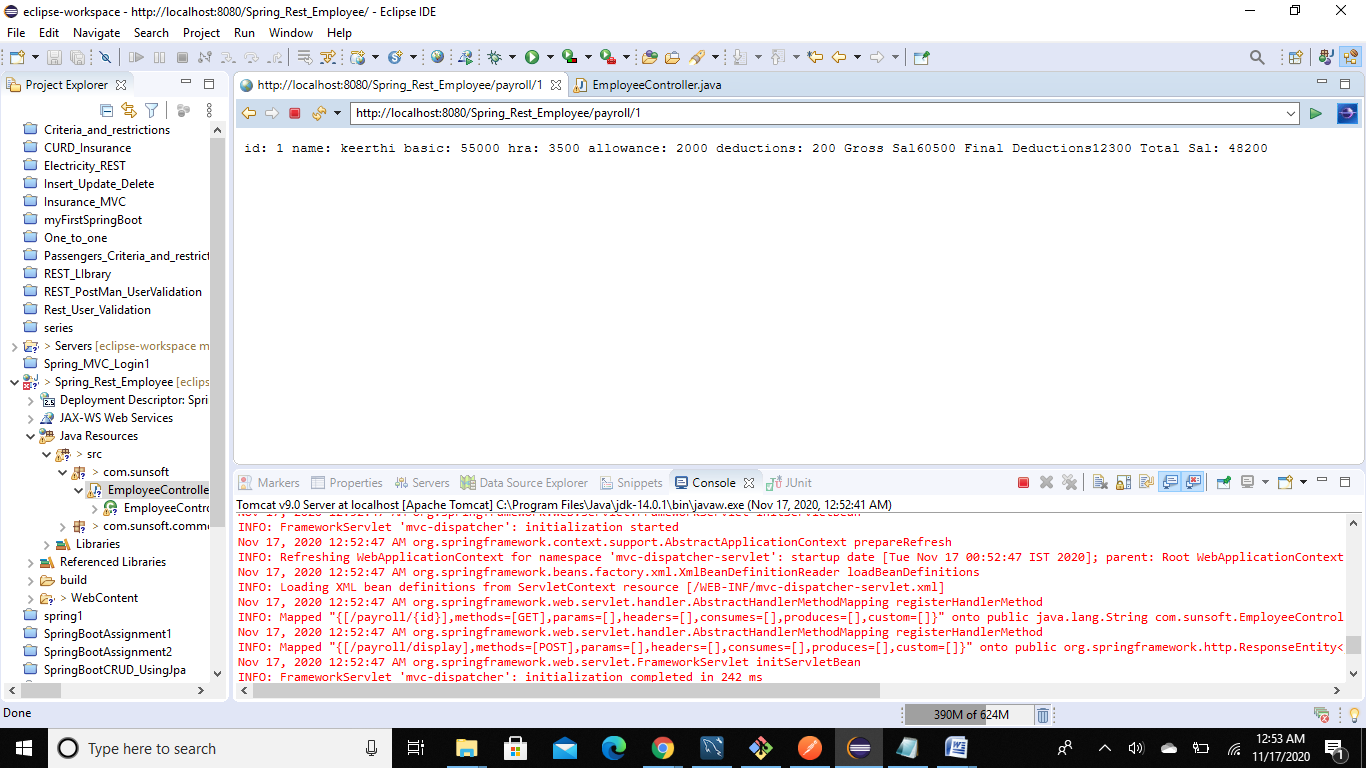 eclipse-workspace - http://localhost:8080/Spring_Rest_Employee/ - Eclipse IDE
File Edit Navigate Search Project Run Window Help
Project Explorer
http://localhost:8080/Spring_Rest_Employee/payroll/1
EmployeeController.java
http://localhost:8080/Spring_Rest_Employee/payroll/1
id: 1 name: keerthi basic: 55000 hra: 3500 allowance: 2000 deductions: 200 Gross Sal60500 Final Deductions12300 Total Sal: 48200
Criteria_and_restrictions
CURD_Insurance
Electricity_REST
Insert_Update_Delete
Insurance_MVC
myFirstSpringBoot
One_to_one
Passengers_Criteria_and_restrict
REST_LIbrary
REST_PostMan_UserValidation
Rest_User_Validation
series
> Servers [eclipse-workspace m
Spring_MVC_Login1
> Spring_Rest_Employee [eclips
Deployment Descriptor: Spri
JAX-WS Web Services
Java Resources
> src
> com.sunsoft
EmployeeControlle
> EmployeeContro
> com.sunsoft.comm
Libraries
Referenced Libraries
build
> WebContent
spring1
SpringBootAssignment1
SpringBootAssignment2
SpringBootCRUD_UsingJpa
Markers Properties Servers Data Source Explorer Snippets Console JUnit
Tomcat v9.0 Server at localhost [Apache Tomcat] C:\Program Files\Java\jdk-14.0.1\bin\javaw.exe (Nov 17, 2020, 12:52:41 AM)
Nov 17, 2020 12:52:47 AM org.springframework.web.servlet.FrameworkServlet initServletBean
INFO: FrameworkServlet 'mvc-dispatcher': initialization started
Nov 17, 2020 12:52:47 AM org.springframework.context.support.AbstractApplicationContext prepareRefresh
INFO: Refreshing WebApplicationContext for namespace 'mvc-dispatcher-servlet': startup date [Tue Nov 17 00:52:47 IST 2020]; parent: Root WebApplicationContext
Nov 17, 2020 12:52:47 AM org.springframework.beans.factory.xml.XmlBeanDefinitionReader loadBeanDefinitions
INFO: Loading XML bean definitions from ServletContext resource [/WEB-INF/mvc-dispatcher-servlet.xml]
Nov 17, 2020 12:52:47 AM org.springframework.web.servlet.handler.AbstractHandlerMethodMapping registerHandlerMethod
INFO: Mapped "{[/payroll/{id}],methods=[GET],params=[],headers=[],consumes=[],produces=[],custom=[]}" onto public java.lang.String com.sunsoft.EmployeeControl
Nov 17, 2020 12:52:47 AM org.springframework.web.servlet.handler.AbstractHandlerMethodMapping registerHandlerMethod
INFO: Mapped "{[/payroll/display],methods=[POST],params=[],headers=[],consumes=[],produces=[],custom=[]}" onto public org.springframework.http.ResponseEntity<
Nov 17, 2020 12:52:47 AM org.springframework.web.servlet.FrameworkServlet initServletBean
INFO: FrameworkServlet 'mvc-dispatcher': initialization completed in 242 ms
Done
390M of 624M
Type here to search
12:53 AM
11/17/2020
1